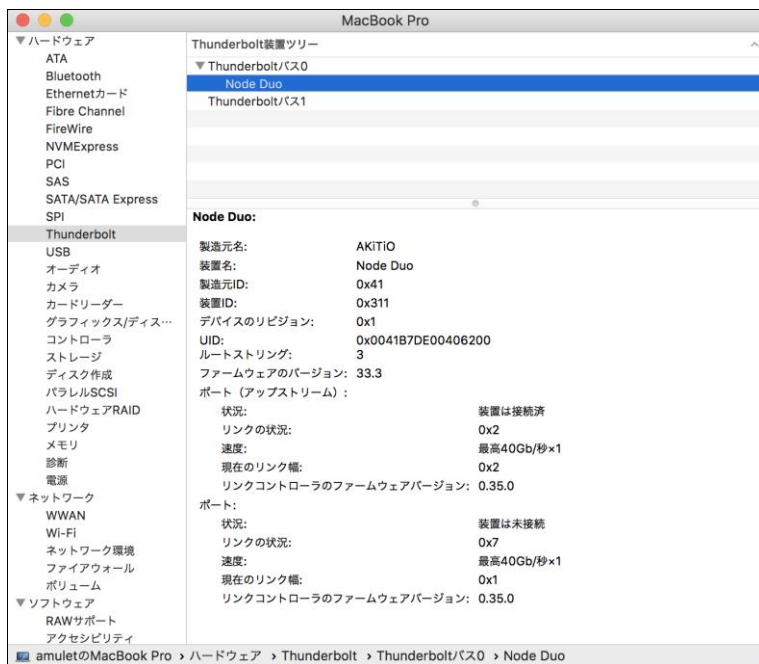 MacBook Pro
▼ハードウェア
ATA
Bluetooth
Ethernetカード
Fibre Channel
FireWire
NVMExpress
PCI
SAS
SATA/SATA Express
SPI
Thunderbolt
USB
オーディオ
カメラ
カードリーダー
グラフィックス/ディス…
コントローラ
ストレージ
ディスク作成
パラレルSCSI
ハードウェアRAID
プリンタ
メモリ
診断
電源
▼ネットワーク
WWAN
Wi-Fi
ネットワーク環境
ファイアウォール
ボリューム
▼ソフトウェア
RAWサポート
アクセシビリティ
Thunderbolt装置ツリー
▼Thunderboltバス0
Node Duo
Thunderboltバス1
Node Duo:
製造元名: AKiTiO
装置名: Node Duo
製造元ID: 0x41
装置ID: 0x311
デバイスのリビジョン: 0x1
UID: 0x0041B7DE00406200
ルートストリング: 3
ファームウェアのバージョン: 33.3
ポート（アップストリーム）:
状況: 装置は接続済
リンクの状況: 0x2
速度: 最高40Gb/秒×1
現在のリンク幅: 0x2
リンクコントローラのファームウェアバージョン: 0.35.0
ポート:
状況: 装置は未接続
リンクの状況: 0x7
速度: 最高40Gb/秒×1
現在のリンク幅: 0x1
リンクコントローラのファームウェアバージョン: 0.35.0
amuletのMacBook Pro › ハードウェア › Thunderbolt › Thunderboltバス0 › Node Duo